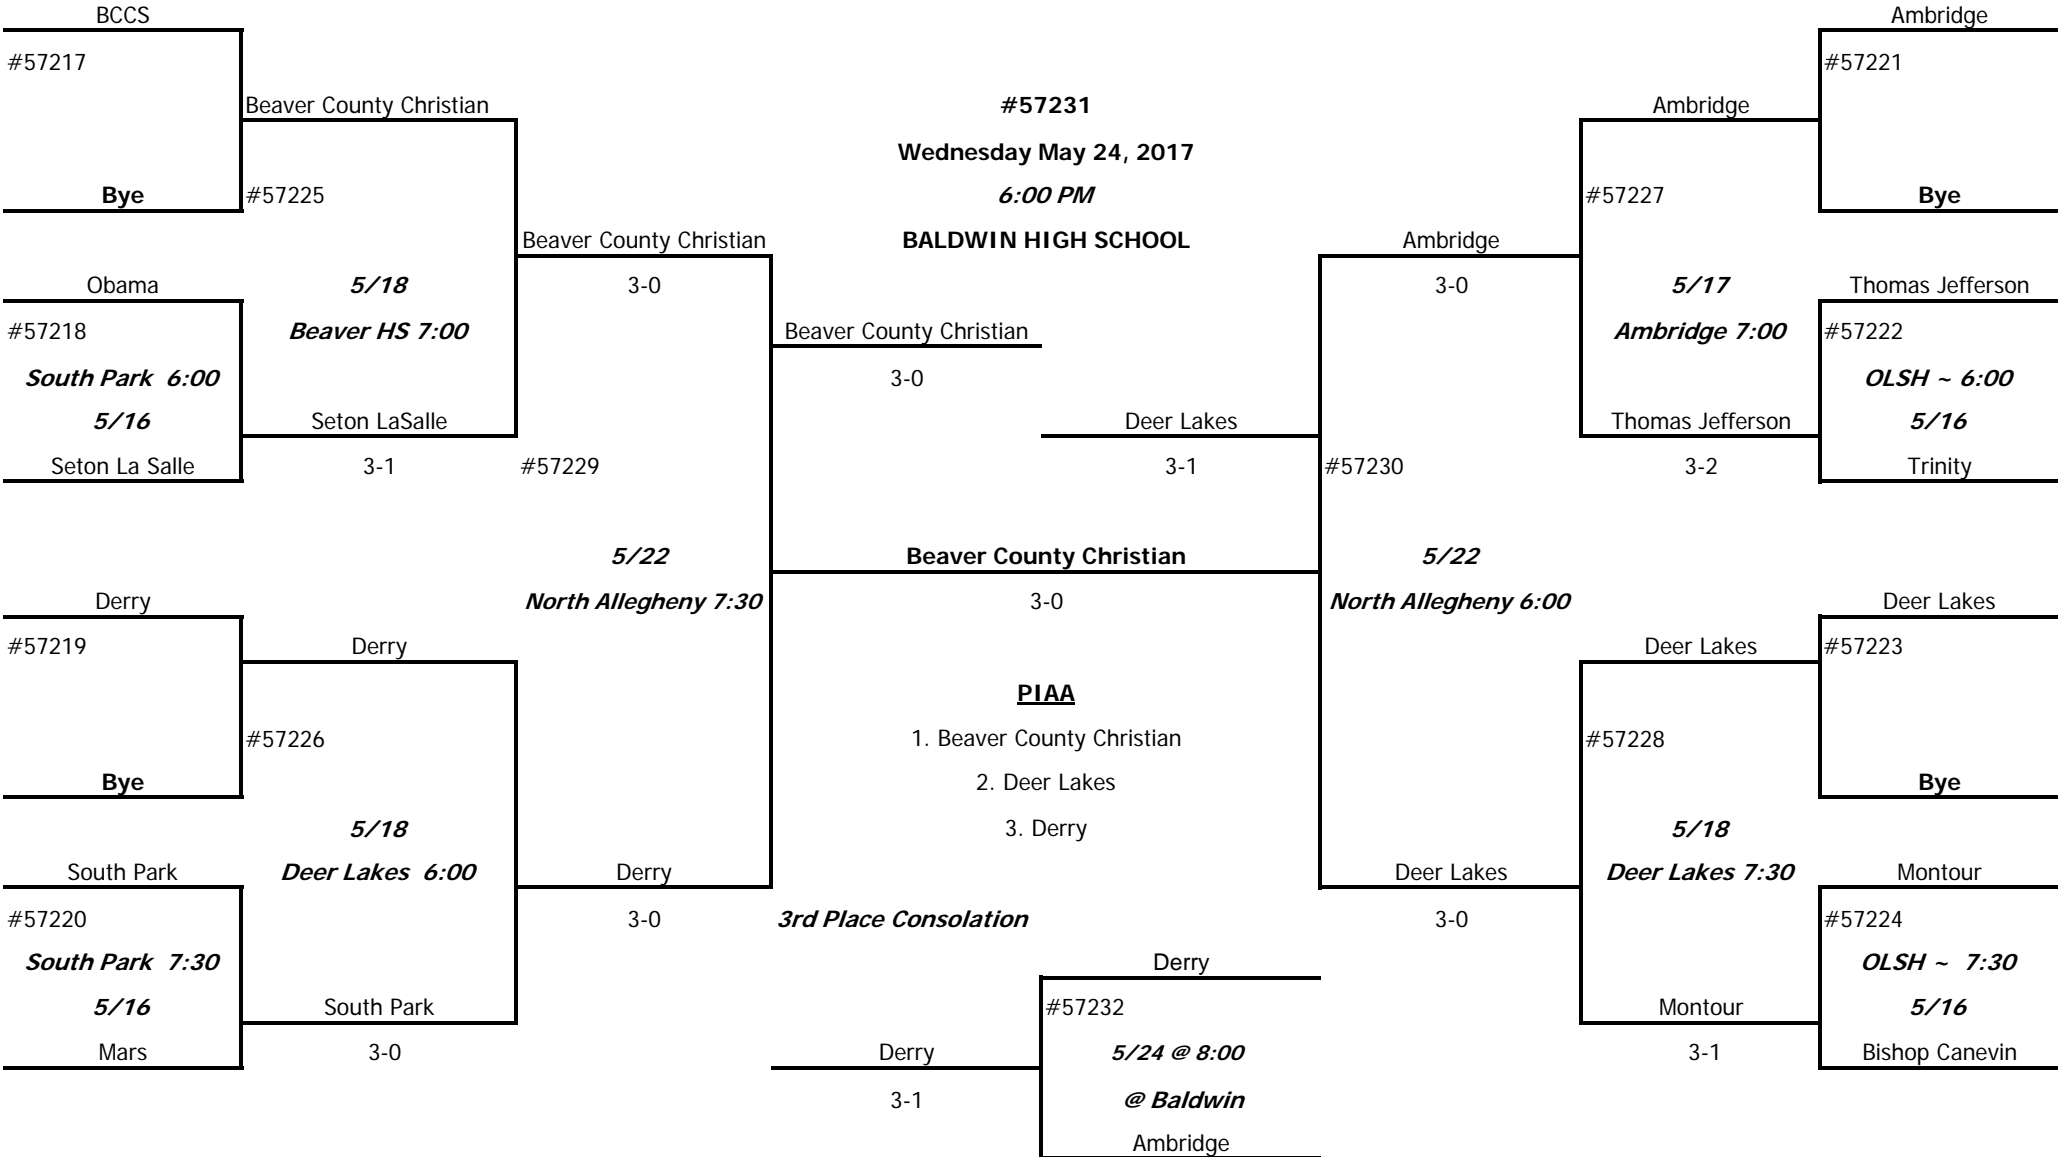 BCCS
#57217
Beaver County Christian
Bye
#57225
Beaver County Christian
3-0
Obama
#57218
South Park 6:00
5/16
Seton La Salle
5/18
Beaver HS 7:00
Seton LaSalle
3-1
#57229
5/22
North Allegheny 7:30
Derry
#57219
Derry
Bye
#57226
5/18
Deer Lakes 6:00
South Park
#57220
South Park 7:30
5/16
Mars
South Park
3-0
Derry
3-0
#57231
Wednesday May 24, 2017
6:00 PM
BALDWIN HIGH SCHOOL
Beaver County Christian
3-0
Deer Lakes
3-1
Beaver County Christian
3-0
PIAA
1. Beaver County Christian
2. Deer Lakes
3. Derry
3rd Place Consolation
Derry
#57232
5/24 @ 8:00
@ Baldwin
Ambridge
Derry
3-1
Ambridge
3-0
#57230
5/22
North Allegheny 6:00
Deer Lakes
3-0
Ambridge
#57227
5/17
Ambridge 7:00
Thomas Jefferson
3-2
Deer Lakes
#57228
5/18
Deer Lakes 7:30
Montour
3-1
Ambridge
#57221
Bye
Thomas Jefferson
#57222
OLSH ~ 6:00
5/16
Trinity
Deer Lakes
#57223
Bye
Montour
#57224
OLSH ~ 7:30
5/16
Bishop Canevin